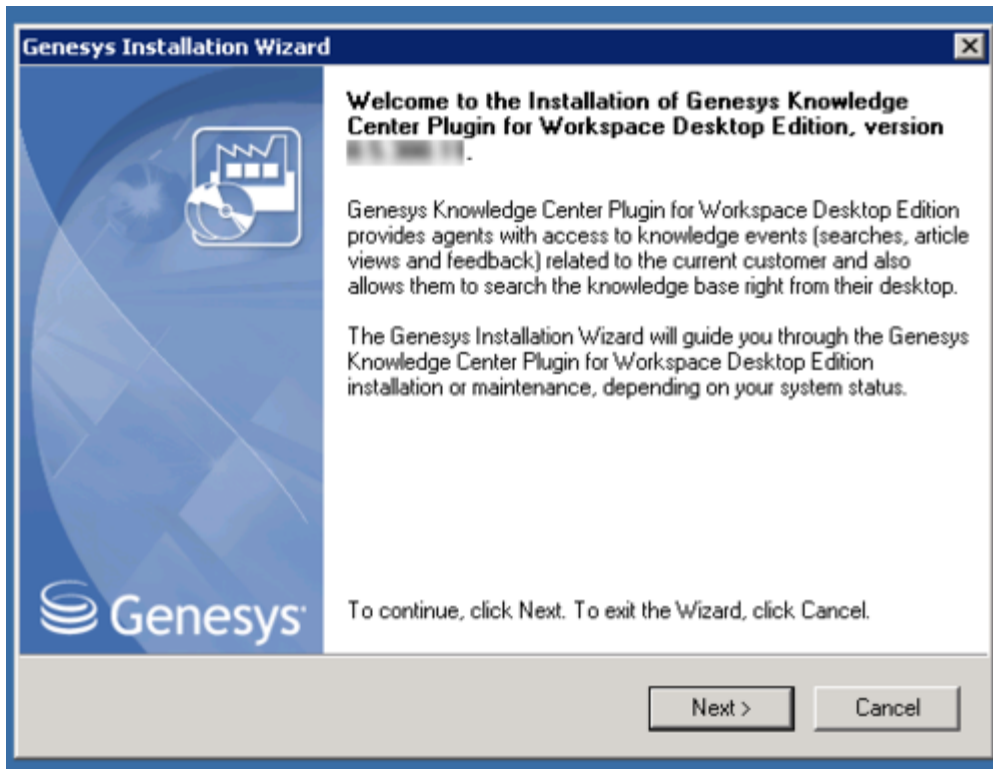 Genesys Installation Wizard
Welcome to the Installation of Genesys Knowledge
Center Plugin for Workspace Desktop Edition, version
.
Genesys Knowledge Center Plugin for Workspace Desktop Edition
provides agents with access to knowledge events (searches, article
views and feedback) related to the current customer and also
allows them to search the knowledge base right from their desktop.
The Genesys Installation Wizard will guide you through the Genesys
Knowledge Center Plugin for Workspace Desktop Edition
installation or maintenance, depending on your system status.
Genesys
To continue, click Next. To exit the Wizard, click Cancel.
Next >
Cancel